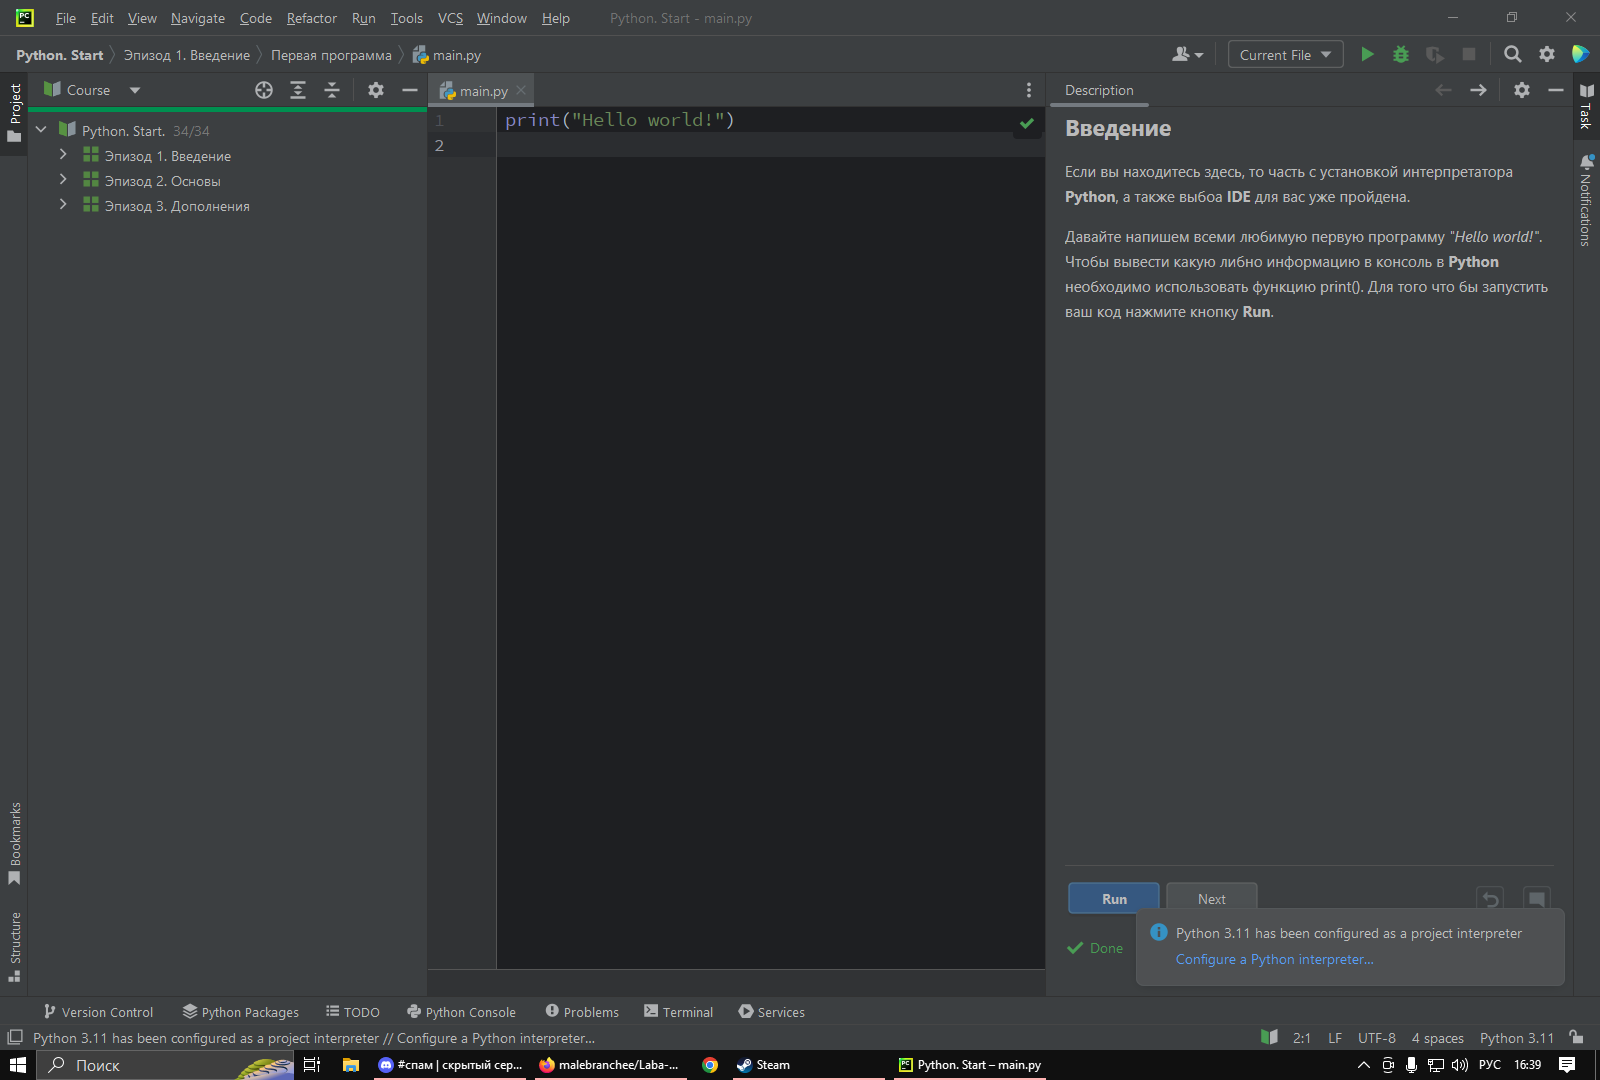 File Edit View Navigate Code Refactor Run Tools VCS Window Help Python. Start - main.py
Python. Start Эпизод 1. Введение Первая программа main.py Current File
Project
Course
Python. Start. 34/34
Эпизод 1. Введение
Эпизод 2. Основы
Эпизод 3. Дополнения
Bookmarks
Structure
main.py
1 print("Hello world!")
2
Description
Введение
Если вы находитесь здесь, то часть с установкой интерпретатора
Python, а также выбоа IDE для вас уже пройдена.
Давайте напишем всеми любимую первую программу "Hello world!".
Чтобы вывести какую либно информацию в консоль в Python
необходимо использовать функцию print(). Для того что бы запустить
ваш код нажмите кнопку Run.
Run Next
Done
Python 3.11 has been configured as a project interpreter
Configure a Python interpreter...
Task
Notifications
Version Control Python Packages TODO Python Console Problems Terminal Services
Python 3.11 has been configured as a project interpreter // Configure a Python interpreter... 2:1 LF UTF-8 4 spaces Python 3.11
Поиск #спам | скрытый сер... malebranchee/Laba-... Steam Python. Start – main.py РУС 16:39